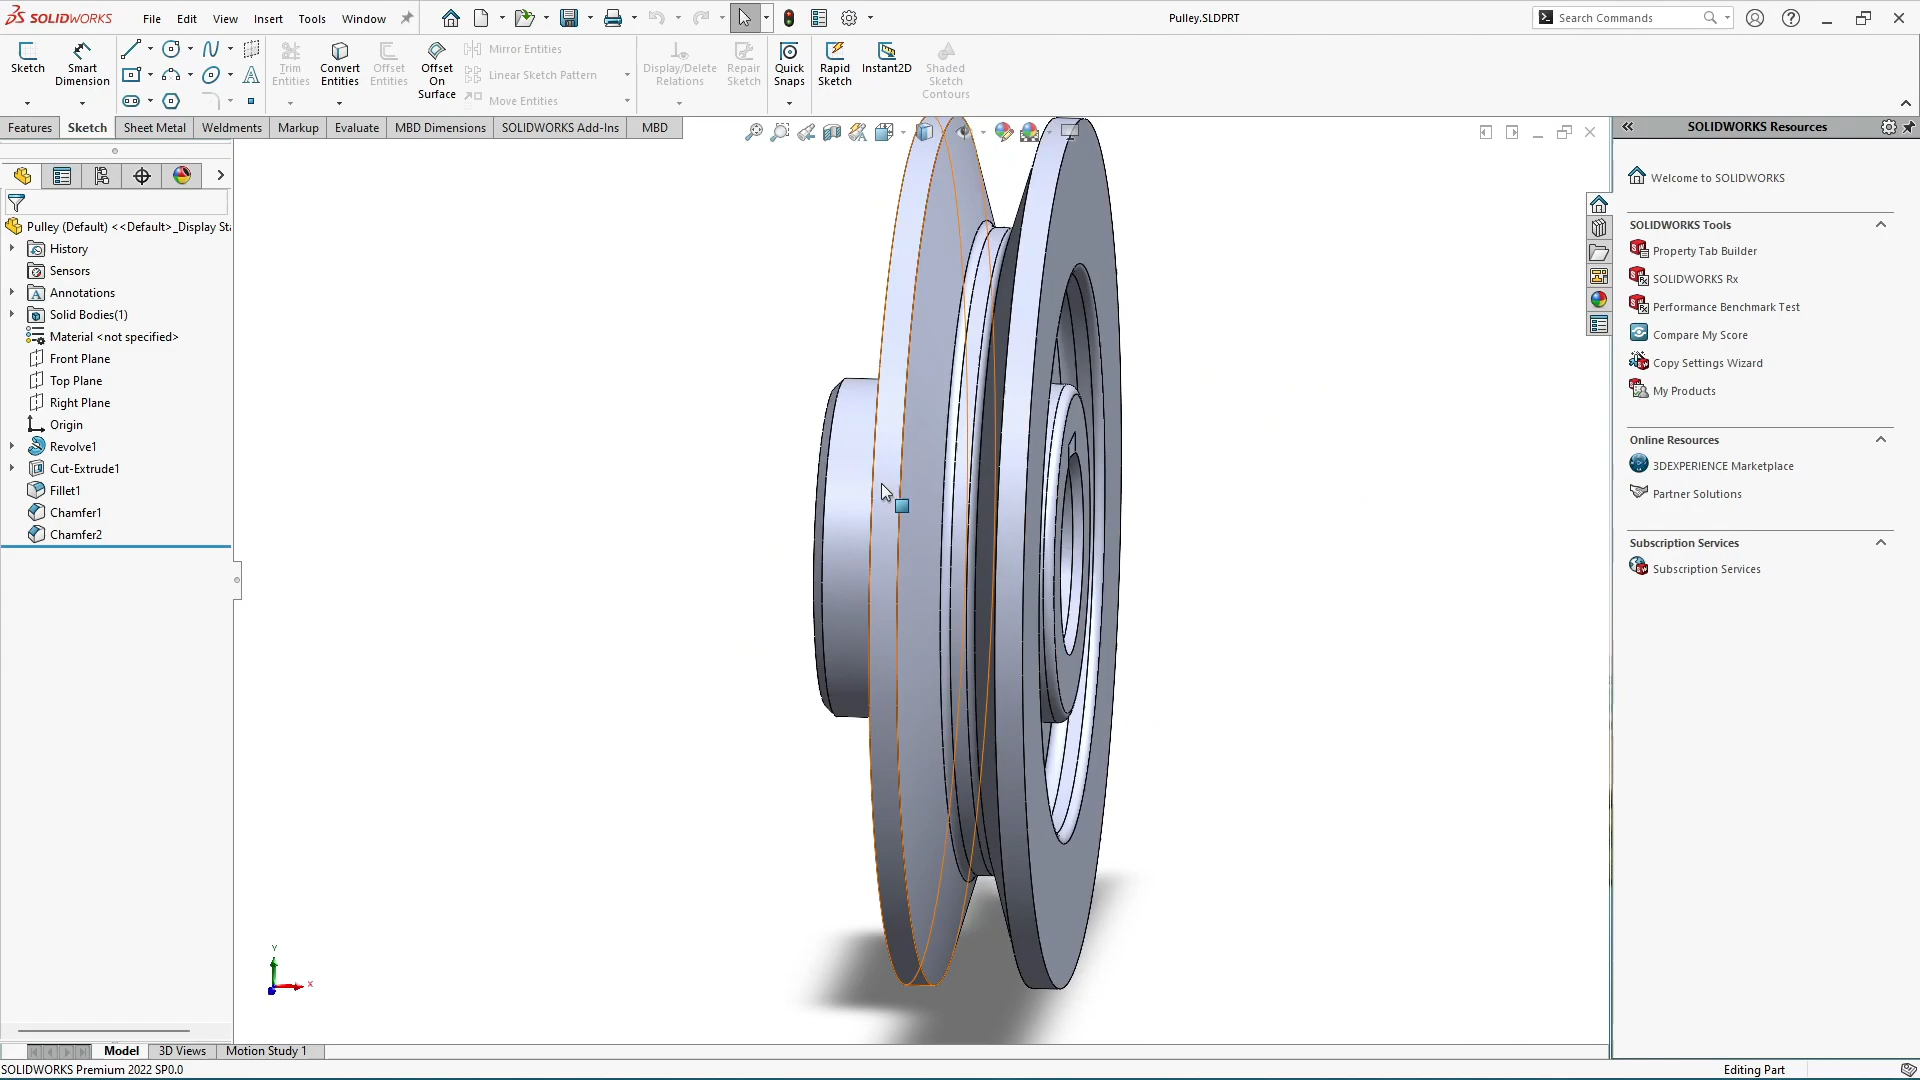 SOLIDWORKS
File Edit View Insert Tools Window
Pulley.SLDPRT
Search Commands
Sketch
Smart Dimension
Trim Entities
Convert Entities
Offset Entities
Offset On Surface
Mirror Entities
Linear Sketch Pattern
Move Entities
Display/Delete Relations
Repair Sketch
Quick Snaps
Rapid Sketch
Instant2D
Shaded Sketch Contours
Features Sketch Sheet Metal Weldments Markup Evaluate MBD Dimensions SOLIDWORKS Add-Ins MBD
Pulley (Default) <<Default>_Display Sta
History
Sensors
Annotations
Solid Bodies(1)
Material <not specified>
Front Plane
Top Plane
Right Plane
Origin
Revolve1
Cut-Extrude1
Fillet1
Chamfer1
Chamfer2
Y
X
SOLIDWORKS Resources
Welcome to SOLIDWORKS
SOLIDWORKS Tools
Property Tab Builder
SOLIDWORKS Rx
Performance Benchmark Test
Compare My Score
Copy Settings Wizard
My Products
Online Resources
3DEXPERIENCE Marketplace
Partner Solutions
Subscription Services
Subscription Services
Model 3D Views Motion Study 1
SOLIDWORKS Premium 2022 SP0.0
Editing Part